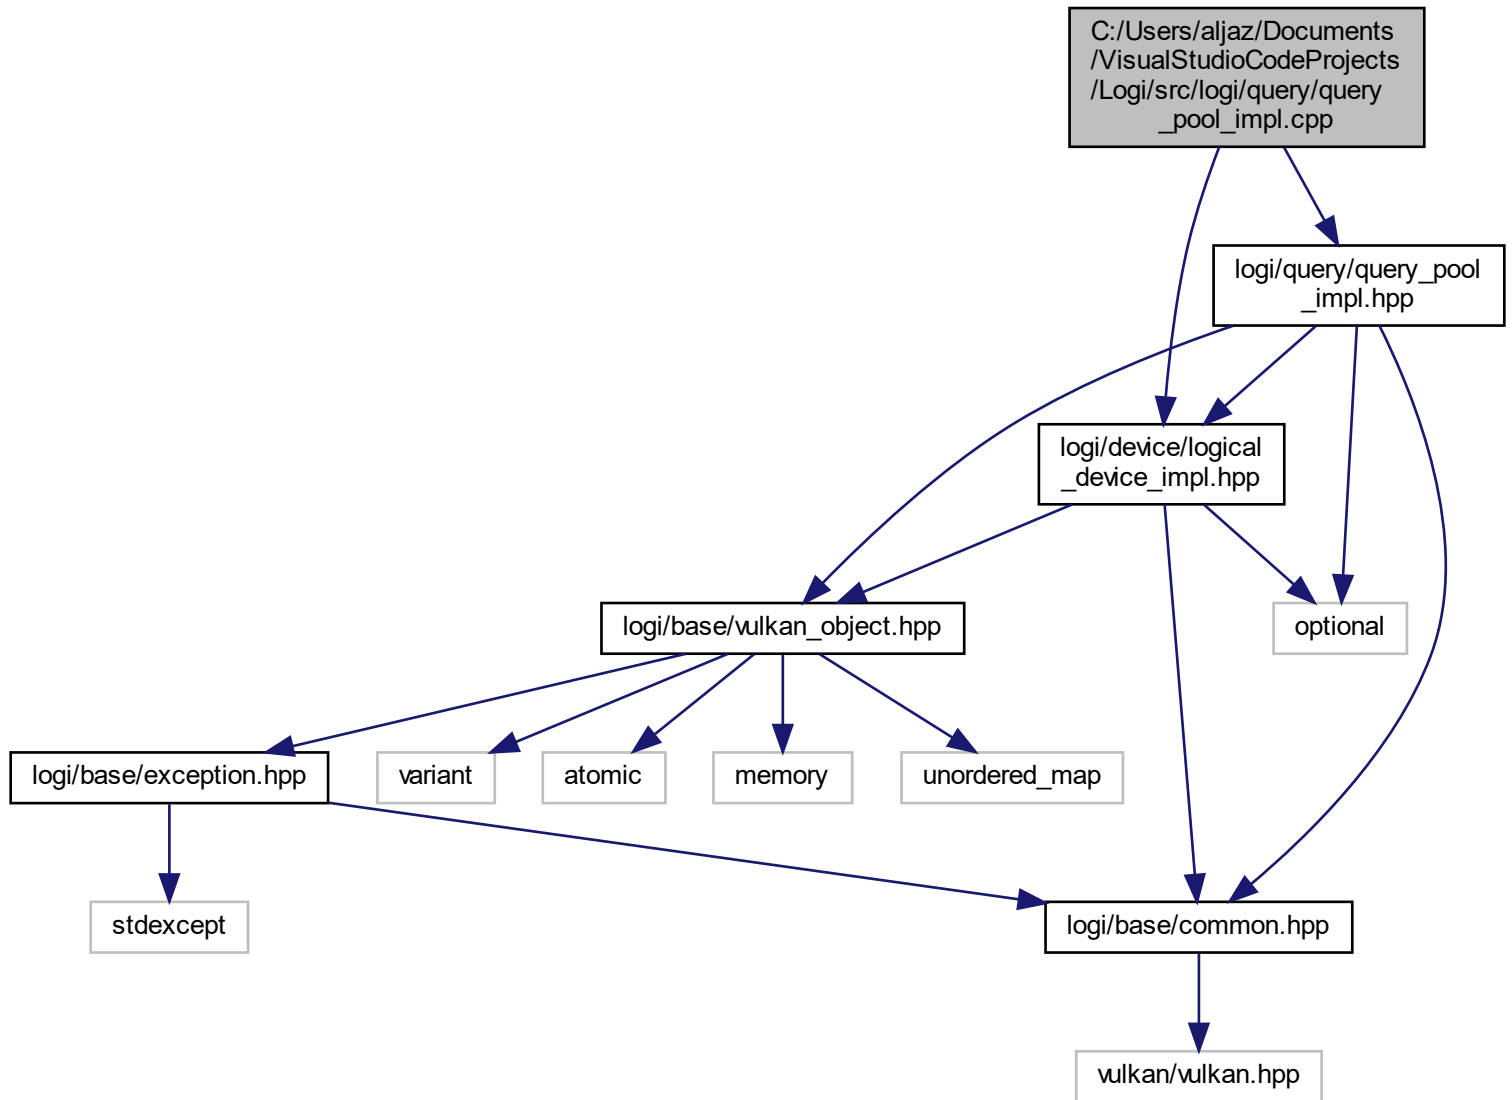 C:/Users/aljaz/Documents
/VisualStudioCodeProjects
/Logi/src/logi/query/query
_pool_impl.cpp
logi/query/query_pool
_impl.hpp
logi/device/logical
_device_impl.hpp
logi/base/vulkan_object.hpp
optional
logi/base/exception.hpp
variant
atomic
memory
unordered_map
stdexcept
logi/base/common.hpp
vulkan/vulkan.hpp